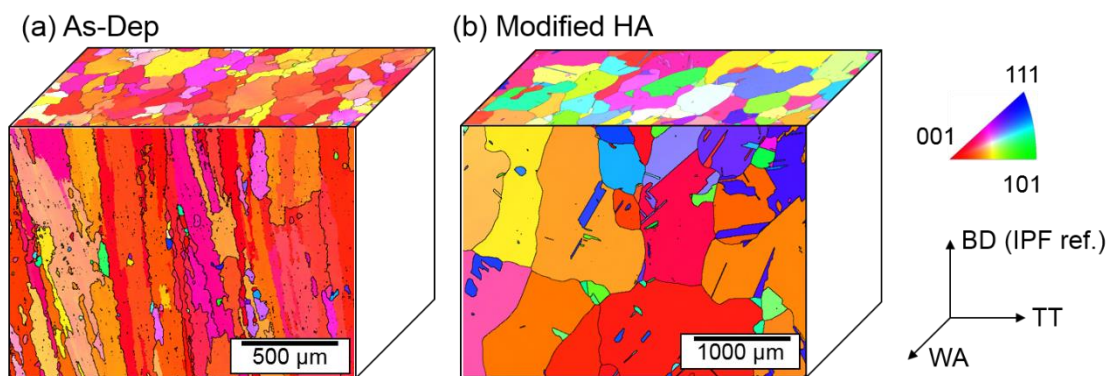 (a) As-Dep
(b) Modified HA
111
001
101
BD (IPF ref.)
TT
WA
500 µm
1000 µm